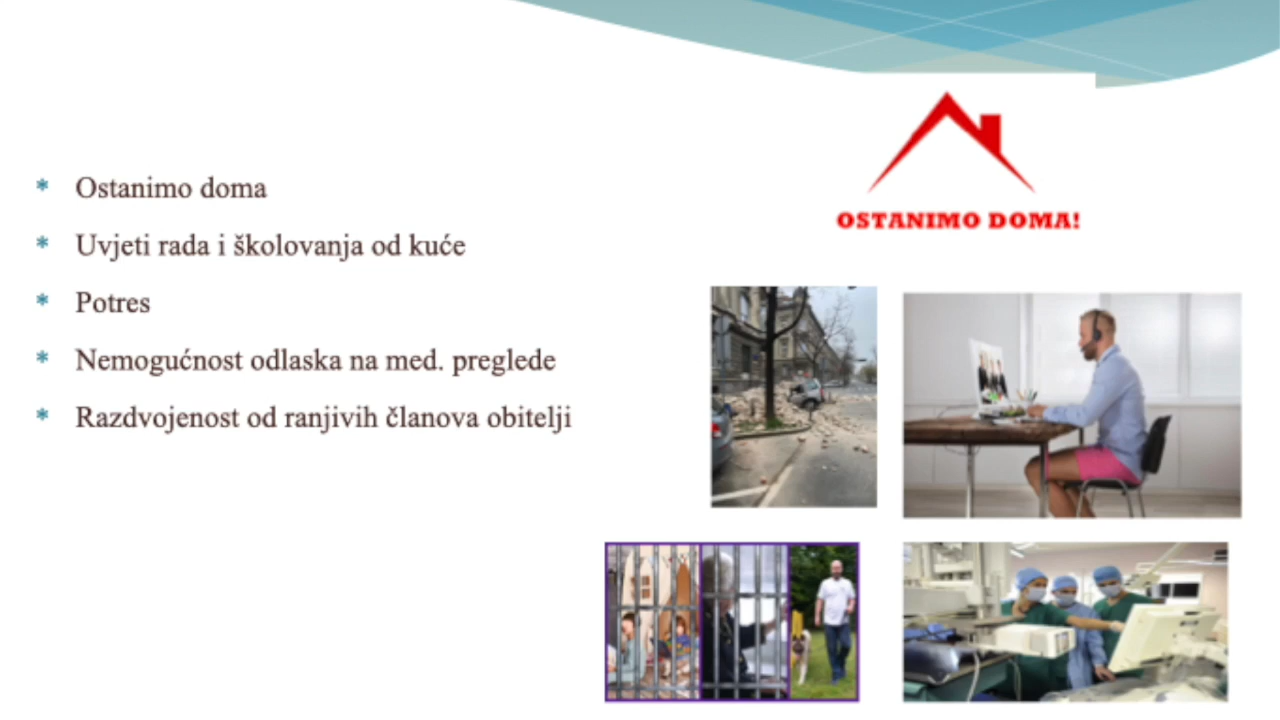 Ostanimo doma
Uvjeti rada i školovanja od kuće
Potres
Nemogućnost odlaska na med. preglede
Razdvojenost od ranjivih članova obitelji
OSTANIMO DOMA!